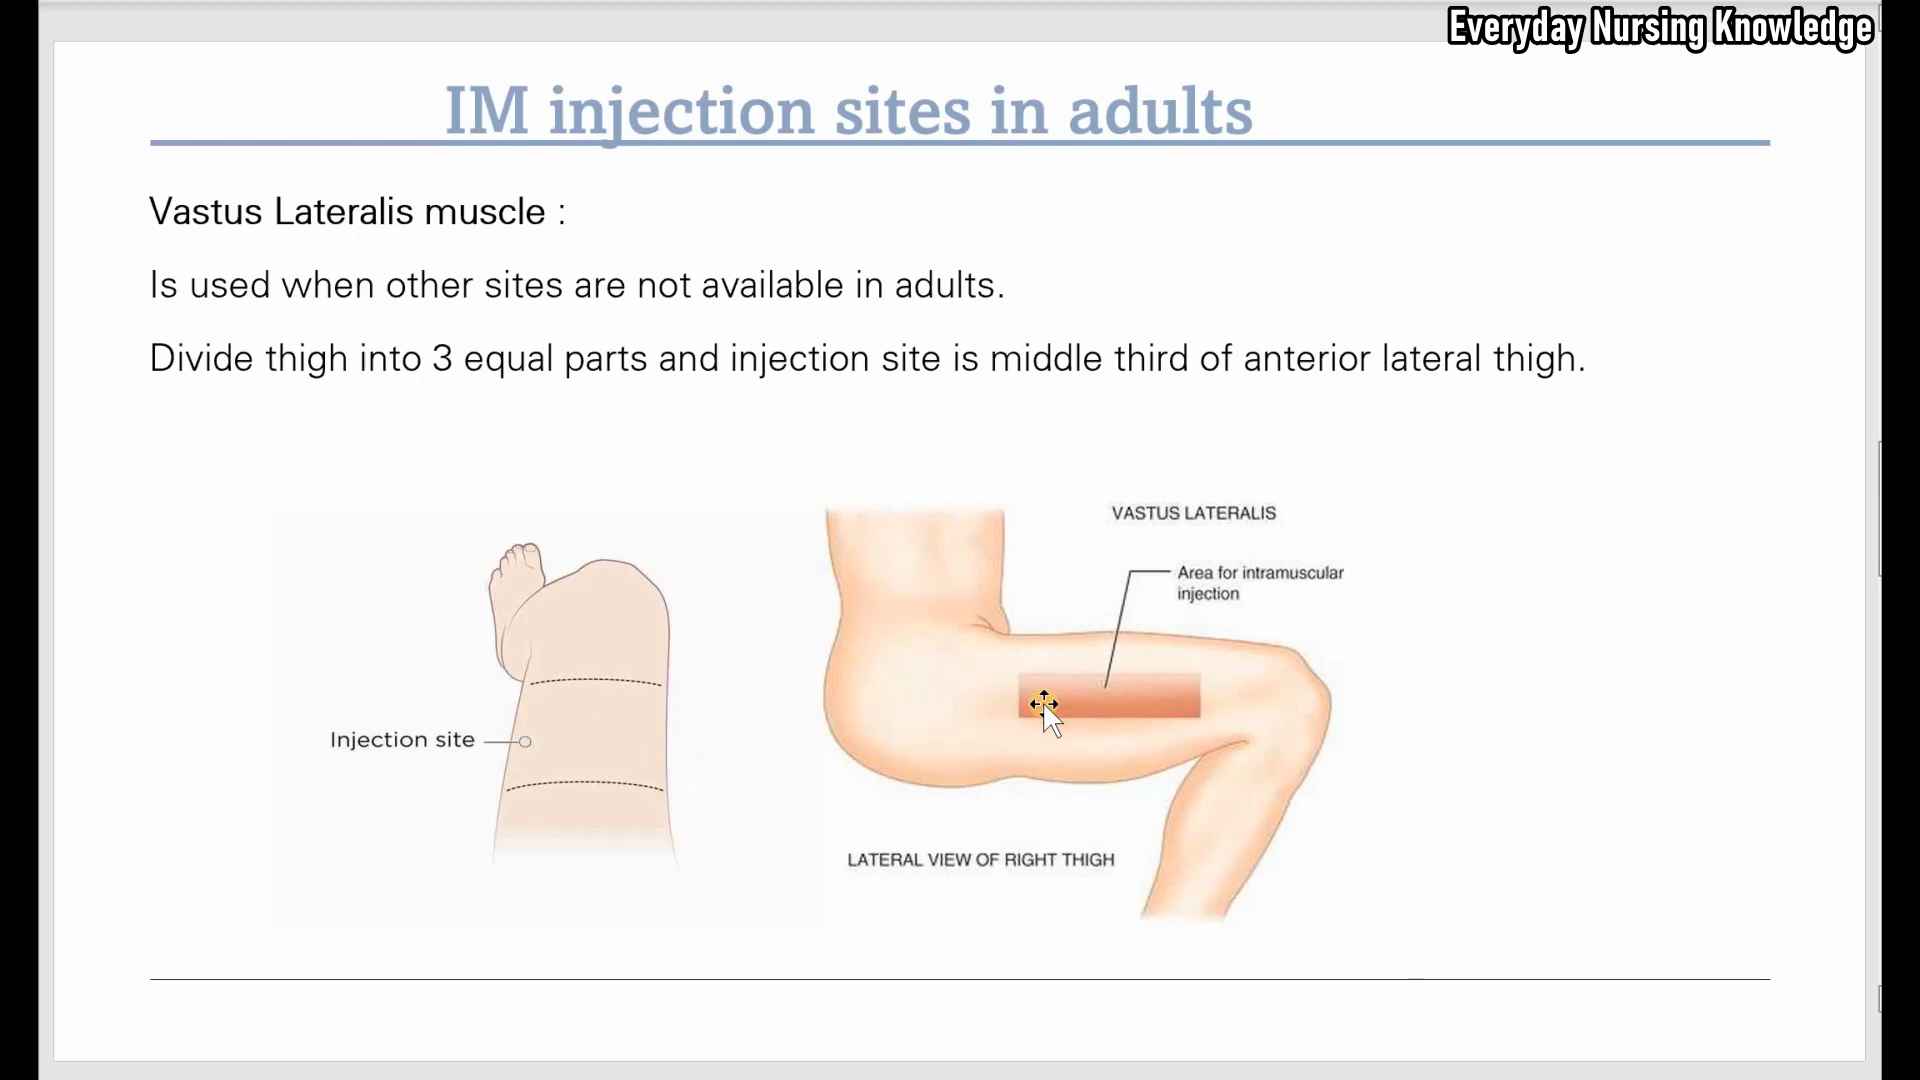 Everyday Nursing Knowledge
IM injection sites in adults
Vastus Lateralis muscle :
Is used when other sites are not available in adults.
Divide thigh into 3 equal parts and injection site is middle third of anterior lateral thigh.
Injection site
VASTUS LATERALIS
Area for intramuscular
injection
LATERAL VIEW OF RIGHT THIGH